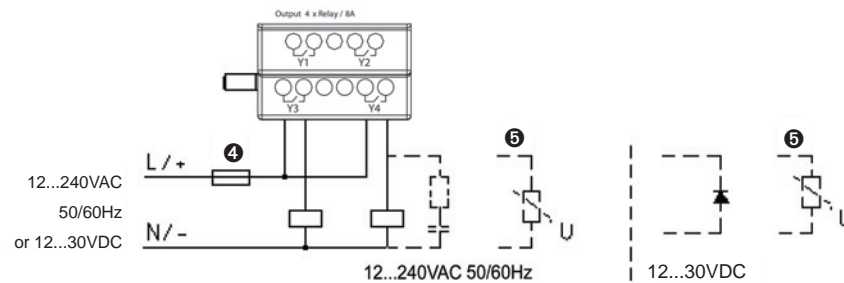 Output 4 x Relay / 8A
Y1 Y2
Y3 Y4
❹ ❺ ❺
L / +
12...240VAC
50/60Hz
or 12...30VDC
N / -
U U
12...240VAC 50/60Hz
12...30VDC